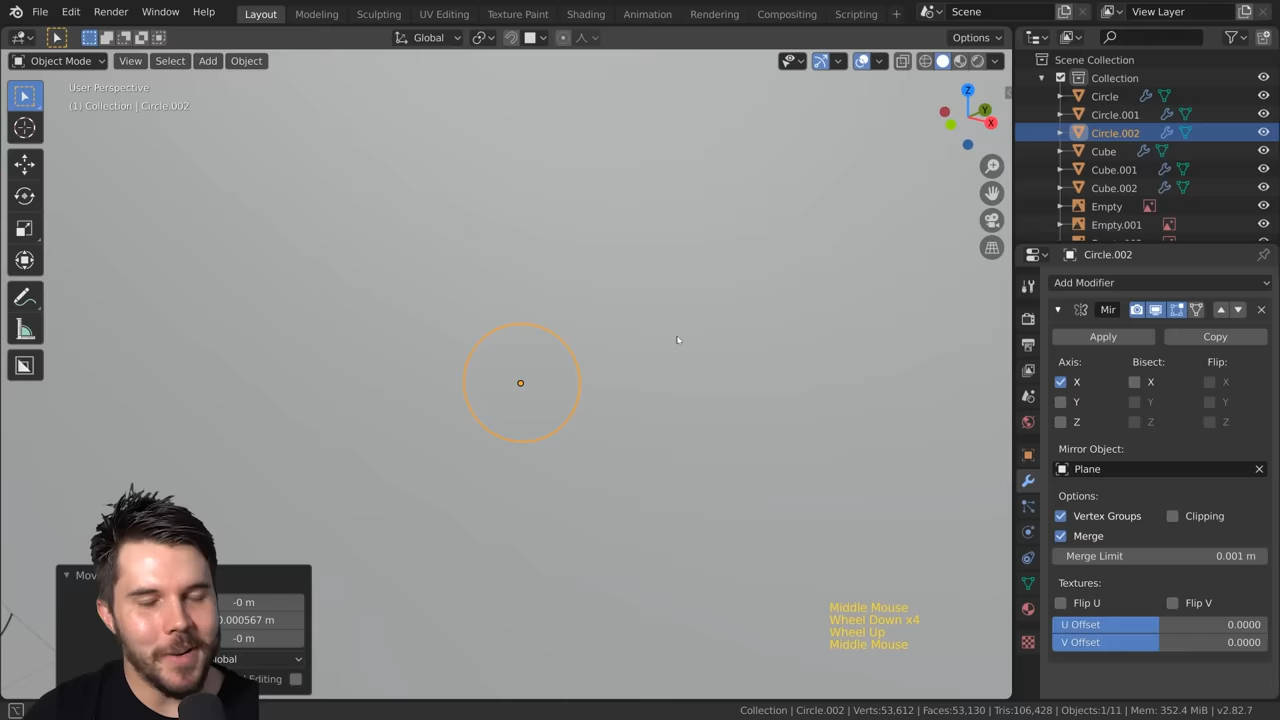 File Edit Render Window Help Layout Modeling Sculpting UV Editing Texture Paint Shading Animation Rendering Compositing Scripting + Scene View Layer
Global Options
Object Mode View Select Add Object
User Perspective
(1) Collection | Circle.002
Z
Y
X
Scene Collection
Collection
Circle
Circle.001
Circle.002
Cube
Cube.001
Cube.002
Empty
Empty.001
Circle.002
Add Modifier
Mir
Apply Copy
Axis: Bisect: Flip:
X X X
Y Y Y
Z Z Z
Mirror Object:
Plane
Options:
Vertex Groups Clipping
Merge
Merge Limit 0.001 m
Textures:
Flip U Flip V
U Offset 0.0000
V Offset 0.0000
Mov
-0 m
0.000567 m
-0 m
lobal
l Editing
Middle Mouse
Wheel Down x4
Wheel Up
Middle Mouse
Collection | Circle.002 | Verts:53,612 | Faces:53,130 | Tris:106,428 | Objects:1/11 | Mem: 352.4 MiB | v2.82.7